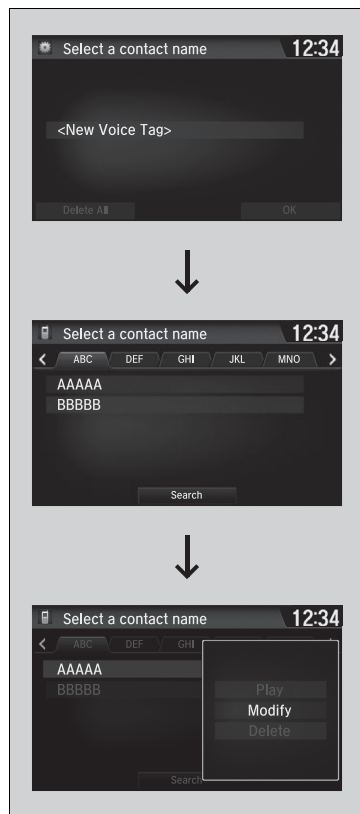 Select a contact name 12:34
<New Voice Tag>
Delete All OK
Select a contact name 12:34
< ABC DEF GHI JKL MNO >
AAAAA
BBBBB
Search
Select a contact name 12:34
< ABC DEF GHI
AAAAA
BBBBB
Play
Modify
Delete
Search